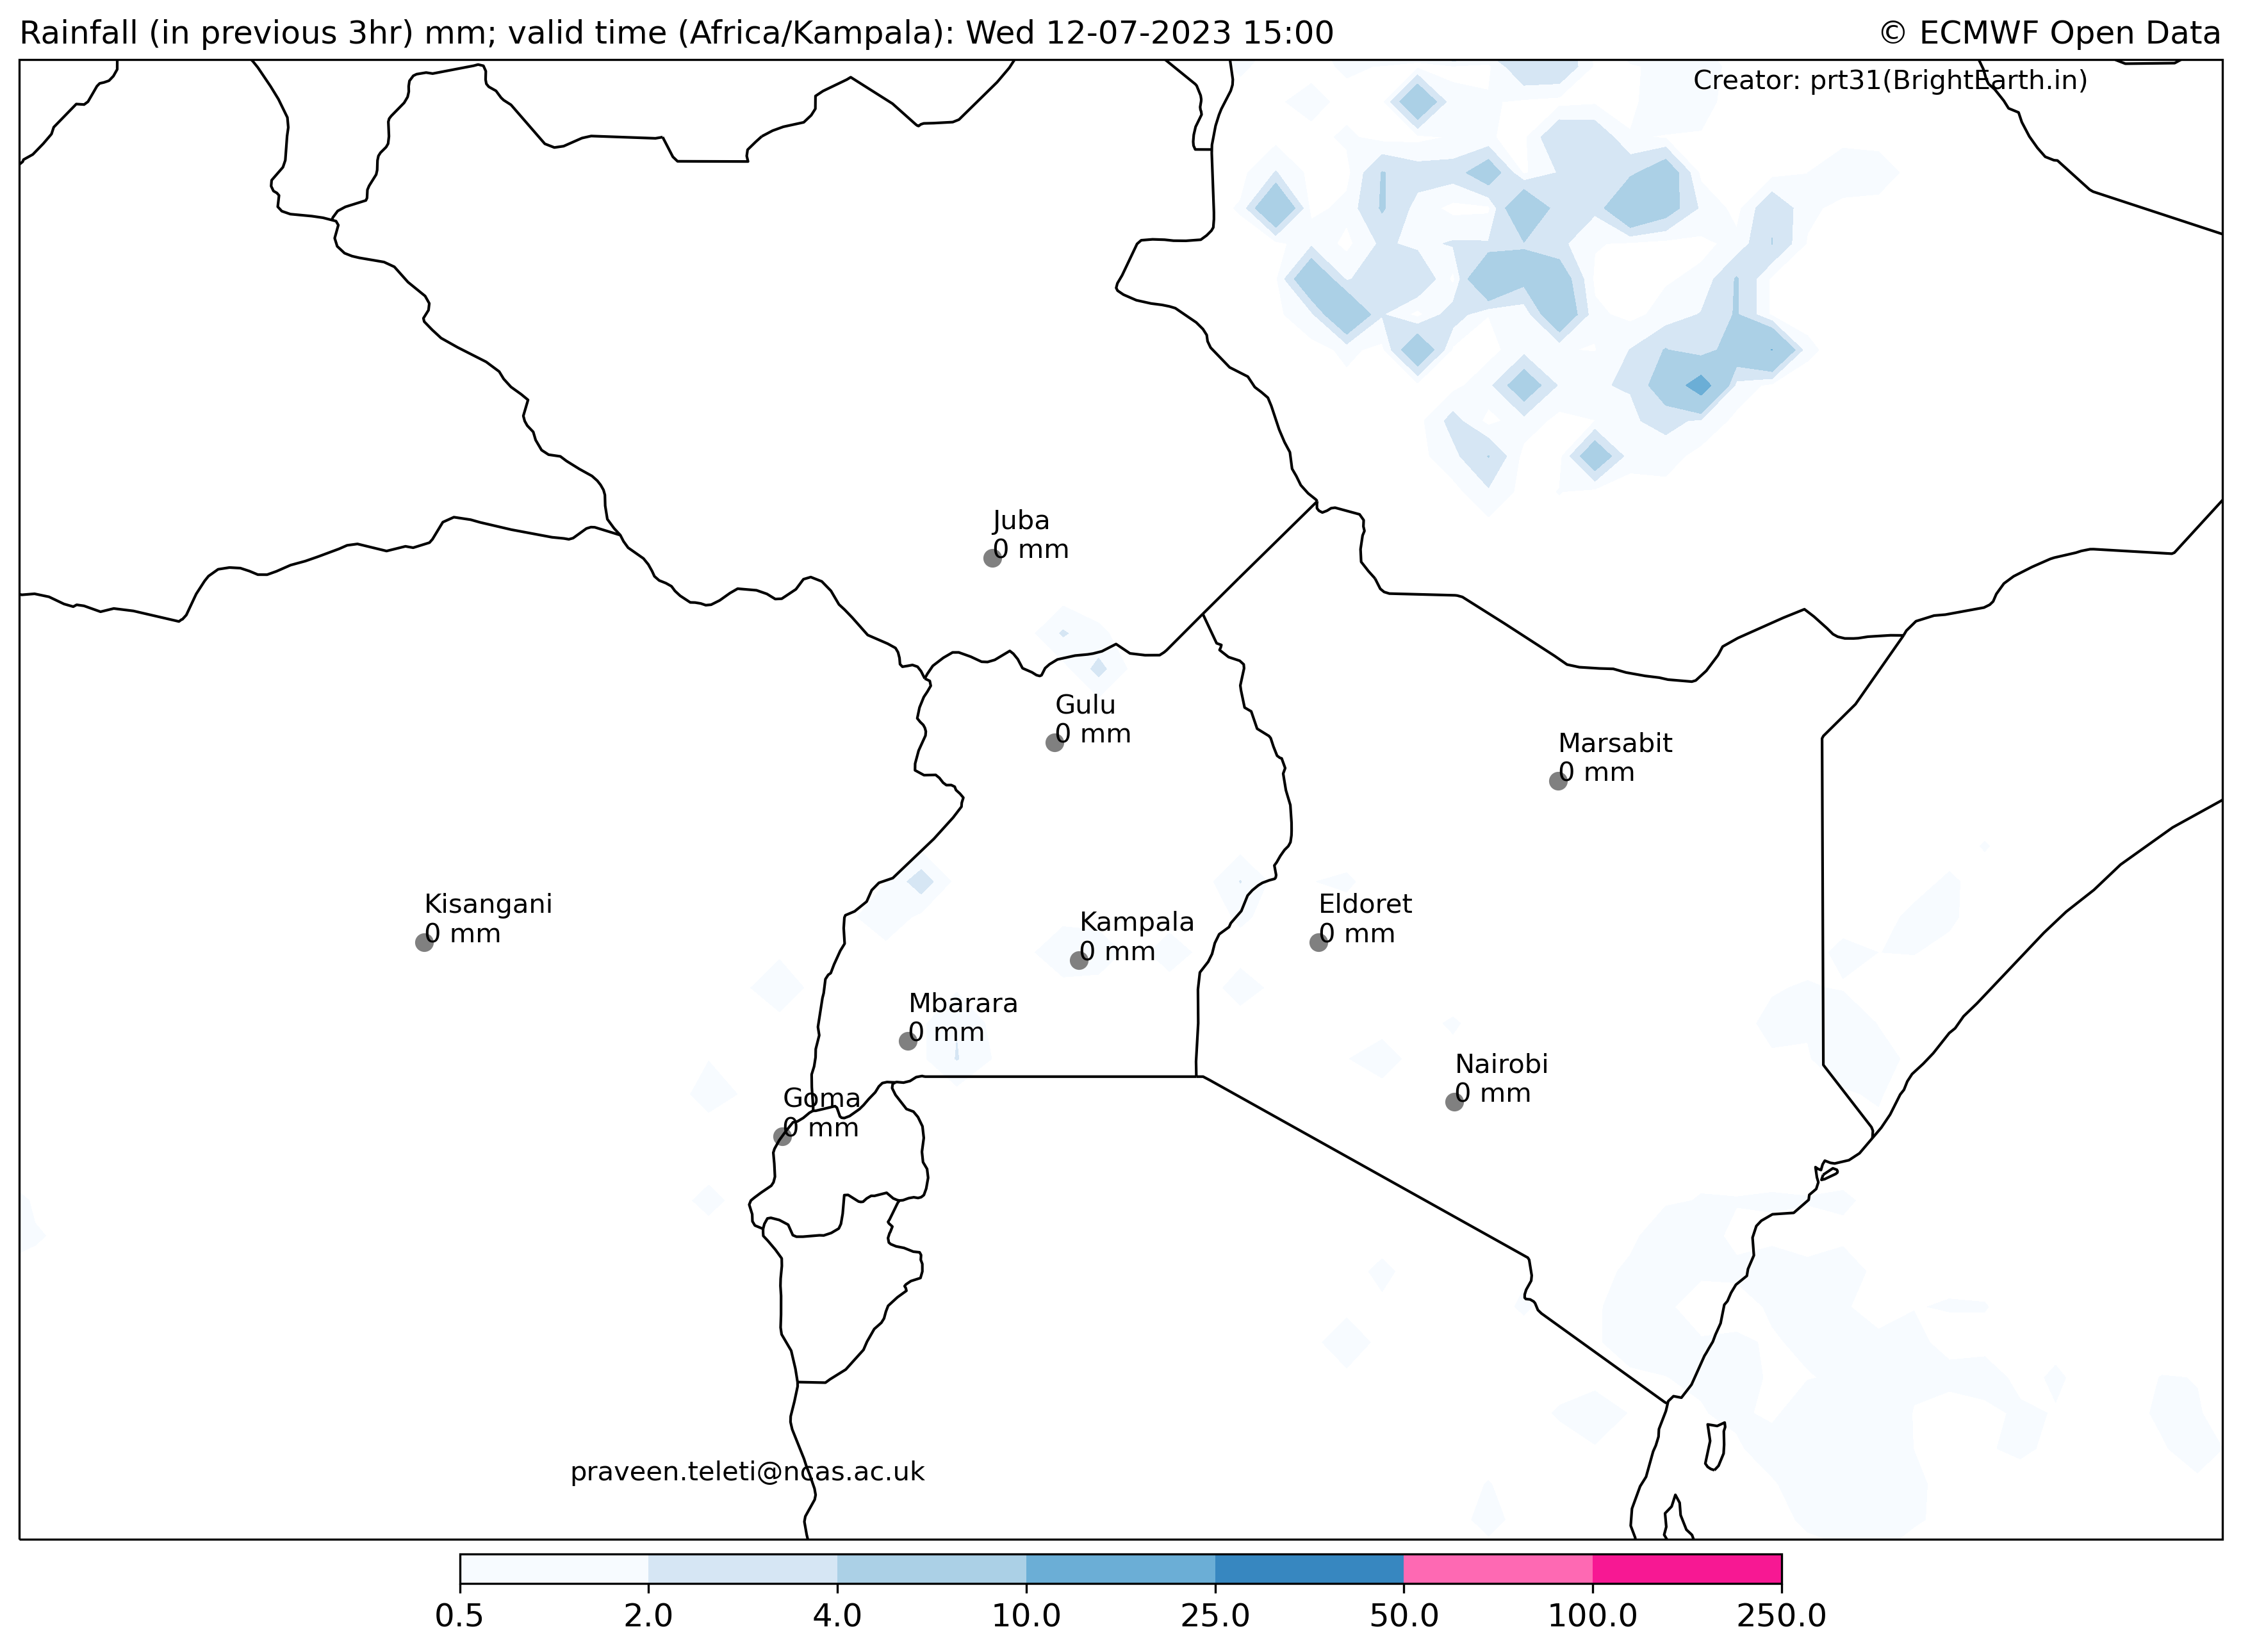 Rainfall (in previous 3hr) mm; valid time (Africa/Kampala): Wed 12-07-2023 15:00
© ECMWF Open Data
Creator: prt31(BrightEarth.in)
Juba
0 mm
Gulu
0 mm
Marsabit
0 mm
Kisangani
0 mm
Kampala
0 mm
Eldoret
0 mm
Mbarara
0 mm
Nairobi
0 mm
Goma
0 mm
praveen.teleti@ncas.ac.uk
0.5 2.0 4.0 10.0 25.0 50.0 100.0 250.0